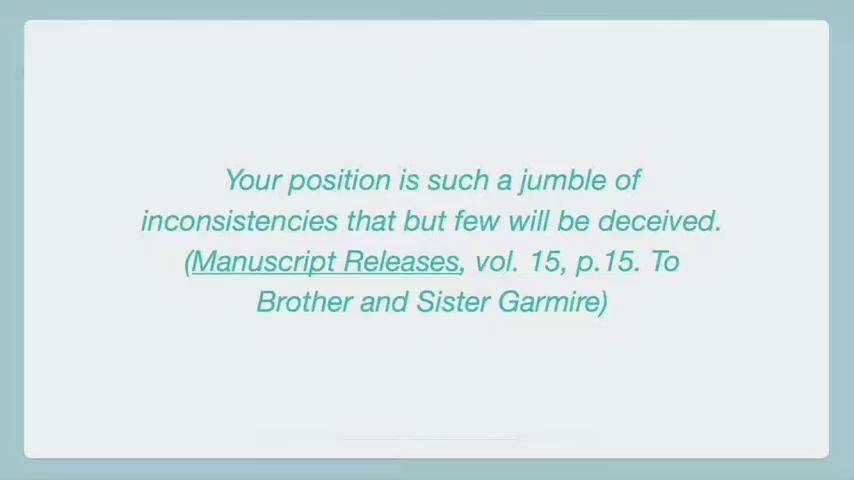 Your position is such a jumble of
inconsistencies that but few will be deceived.
(Manuscript Releases, vol. 15, p.15. To
Brother and Sister Garmire)